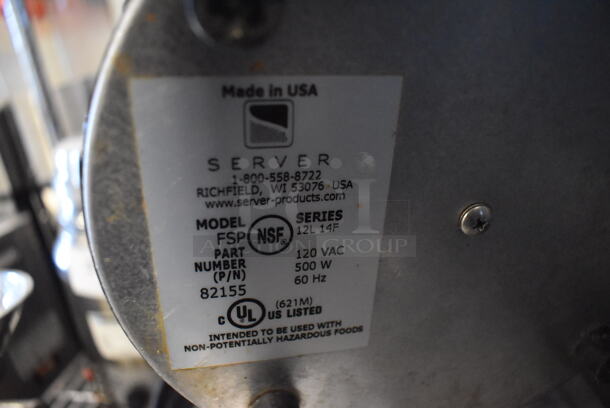 Made in USA
SERVER
1-800-558-8722
RICHFIELD, WI 53076 USA
www.server-products.com
MODEL
FSP
NSF®
SERIES
12L 14F
PART
NUMBER
(P/N)
82155
120 VAC
500 W
60 Hz
(621M)
C UL US LISTED
INTENDED TO BE USED WITH
NON-POTENTIALLY HAZARDOUS FOODS
GROUP